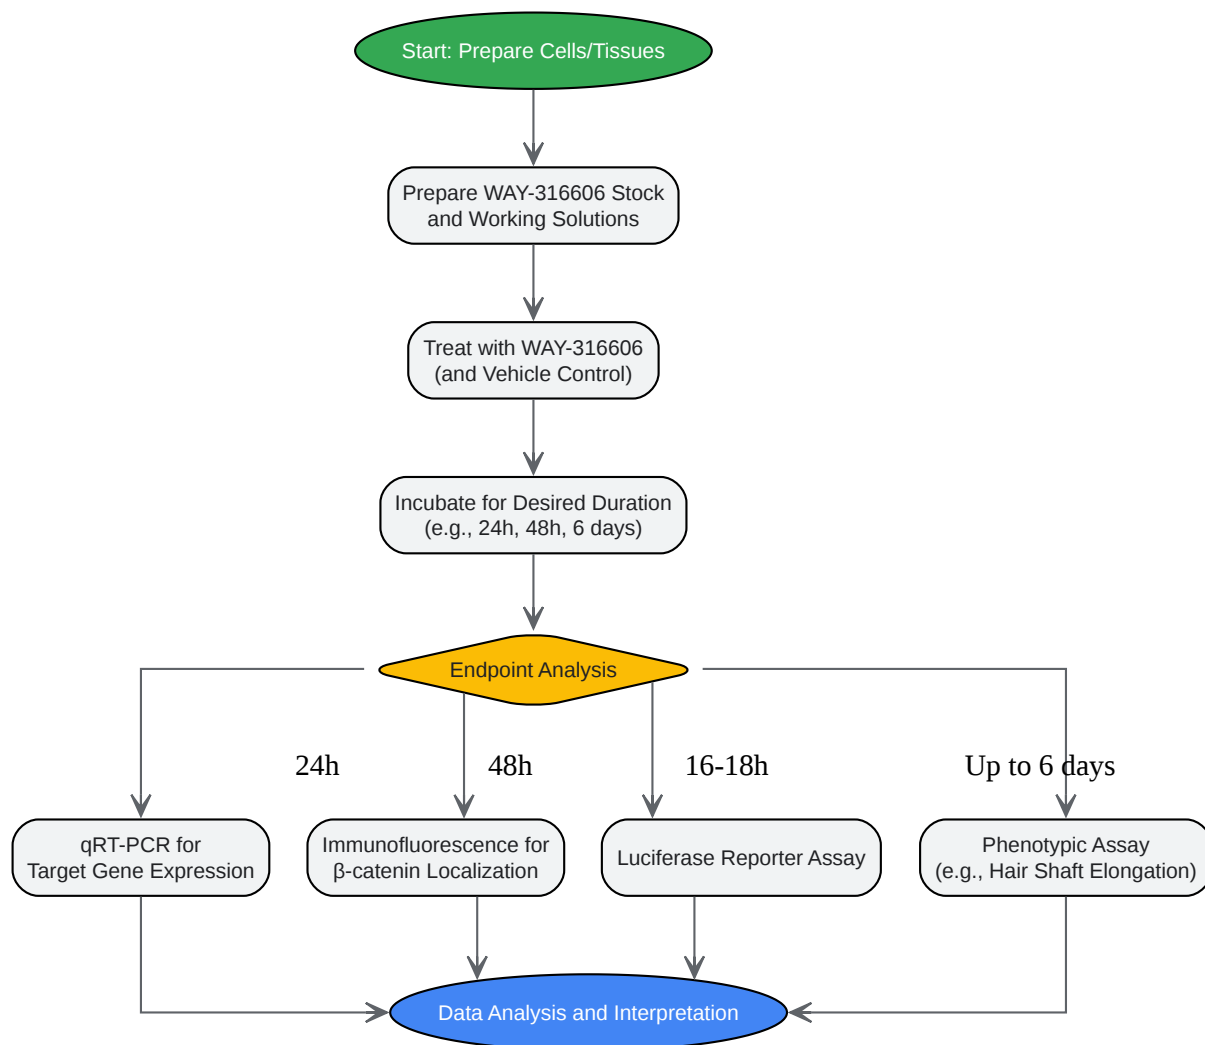 Start: Prepare Cells/Tissues
Prepare WAY-316606 Stock
and Working Solutions
Treat with WAY-316606
(and Vehicle Control)
Incubate for Desired Duration
(e.g., 24h, 48h, 6 days)
Endpoint Analysis
24h
48h
16-18h
Up to 6 days
qRT-PCR for
Target Gene Expression
Immunofluorescence for
β-catenin Localization
Luciferase Reporter Assay
Phenotypic Assay
(e.g., Hair Shaft Elongation)
Data Analysis and Interpretation